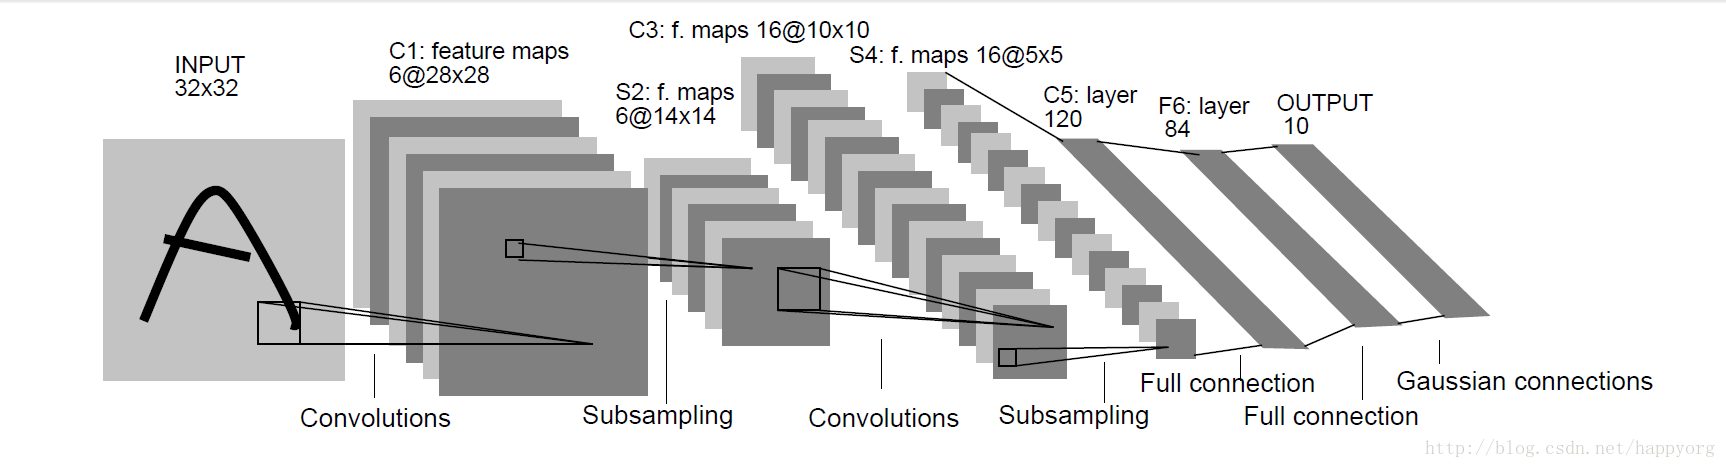 INPUT
32x32
C1: feature maps
6@28x28
S2: f. maps
6@14x14
C3: f. maps 16@10x10
S4: f. maps 16@5x5
C5: layer
120
F6: layer
84
OUTPUT
10
Convolutions
Subsampling
Convolutions
Subsampling
Full connection
Full connection
Gaussian connections
http://blog.csdn.net/happyorg